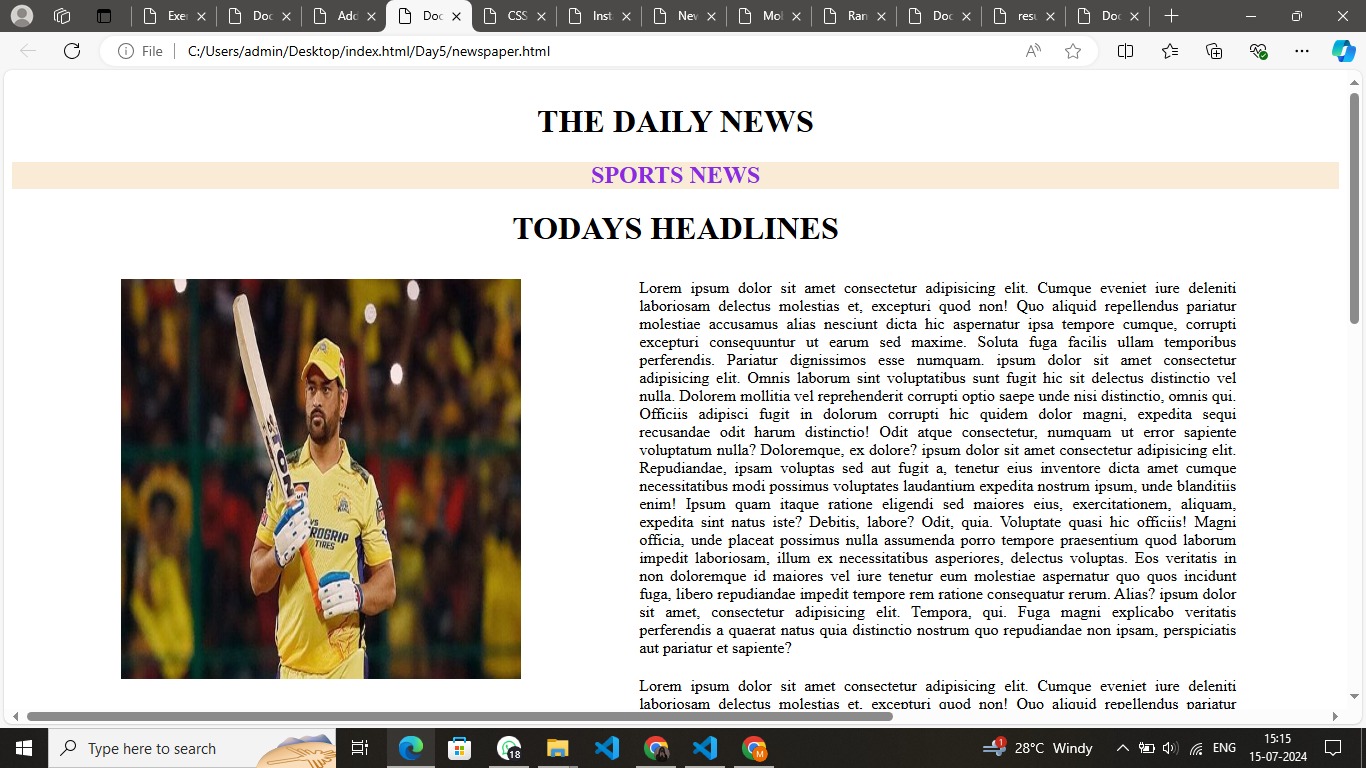 Exer
Doc
Add
Doc
CSS
Inst
New
Mol
Ran
Doc
resu
Doc
File
C:/Users/admin/Desktop/index.html/Day5/newspaper.html
THE DAILY NEWS
SPORTS NEWS
TODAYS HEADLINES
EUROGRIP
TYRES
Lorem ipsum dolor sit amet consectetur adipisicing elit. Cumque eveniet iure deleniti
laboriosam delectus molestias et, excepturi quod non! Quo aliquid repellendus pariatur
molestiae accusamus alias nesciunt dicta hic aspernatur ipsa tempore cumque, corrupti
excepturi consequuntur ut earum sed maxime. Soluta fuga facilis ullam temporibus
perferendis. Pariatur dignissimos esse numquam. ipsum dolor sit amet consectetur
adipisicing elit. Omnis laborum sint voluptatibus sunt fugit hic sit delectus distinctio vel
nulla. Dolorem mollitia vel reprehenderit corrupti optio saepe unde nisi distinctio, omnis qui.
Officiis adipisci fugit in dolorum corrupti hic quidem dolor magni, expedita sequi
recusandae odit harum distinctio! Odit atque consectetur, numquam ut error sapiente
voluptatum nulla? Doloremque, ex dolore? ipsum dolor sit amet consectetur adipisicing elit.
Repudiandae, ipsam voluptas sed aut fugit a, tenetur eius inventore dicta amet cumque
necessitatibus modi possimus voluptates laudantium expedita nostrum ipsum, unde blanditiis
enim! Ipsum quam itaque ratione eligendi sed maiores eius, exercitationem, aliquam,
expedita sint natus iste? Debitis, labore? Odit, quia. Voluptate quasi hic officiis! Magni
officia, unde placeat possimus nulla assumenda porro tempore praesentium quod laborum
impedit laboriosam, illum ex necessitatibus asperiores, delectus voluptas. Eos veritatis in
non doloremque id maiores vel iure tenetur eum molestiae aspernatur quo quos incidunt
fuga, libero repudiandae impedit tempore rem ratione consequatur rerum. Alias? ipsum dolor
sit amet, consectetur adipisicing elit. Tempora, qui. Fuga magni explicabo veritatis
perferendis a quaerat natus quia distinctio nostrum quo repudiandae non ipsam, perspiciatis
aut pariatur et sapiente?
Lorem ipsum dolor sit amet consectetur adipisicing elit. Cumque eveniet iure deleniti
laboriosam delectus molestias et, excepturi quod non! Quo aliquid repellendus pariatur
Type here to search
18
M
1
28°C Windy
ENG
15:15
15-07-2024